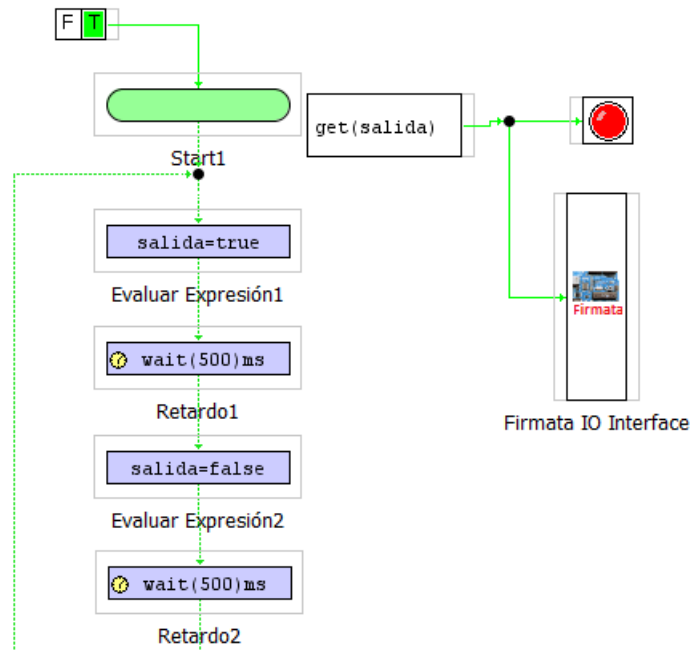 F T
Start1
get(salida)
salida=true
Evaluar Expresión1
wait(500)ms
Retardo1
salida=false
Evaluar Expresión2
wait(500)ms
Retardo2
Firmata
Firmata IO Interface